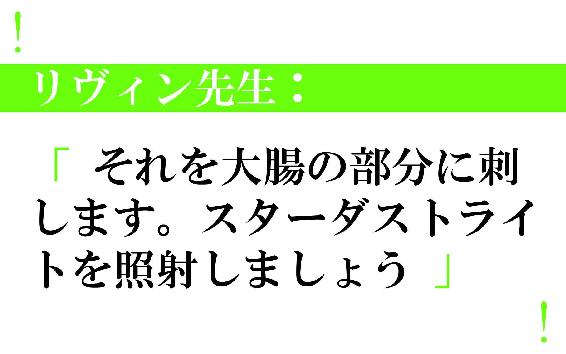 !
リヴィン先生：
「 それを大腸の部分に刺
します。スターダストライ
トを照射しましょう 」
!